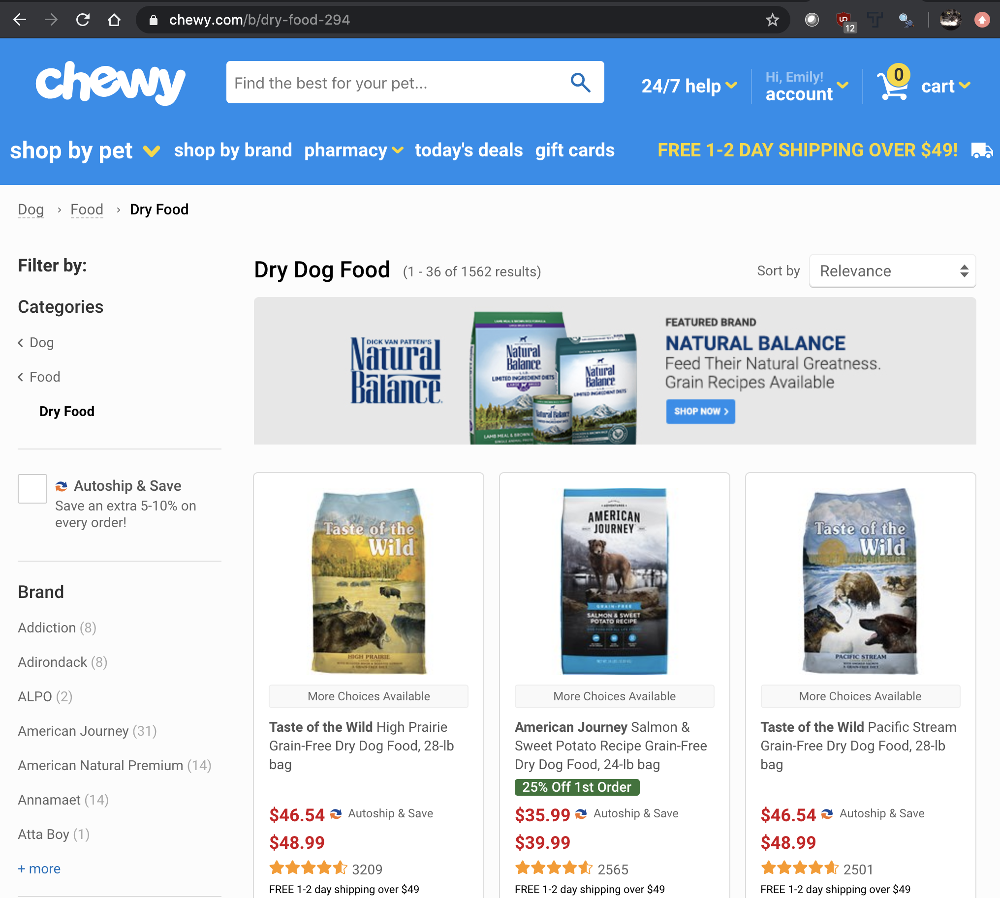 chewy.com/b/dry-food-294
12
chewy
Find the best for your pet...
24/7 help
Hi, Emily!
account
0
cart
shop by pet
shop by brand
pharmacy
today's deals
gift cards
FREE 1-2 DAY SHIPPING OVER $49!
Dog › Food › Dry Food
Filter by:
Categories
Dog
Food
Dry Food
Autoship & Save
Save an extra 5-10% on
every order!
Brand
Addiction (8)
Adirondack (8)
ALPO (2)
American Journey (31)
American Natural Premium (14)
Annamaet (14)
Atta Boy (1)
+ more
Dry Dog Food (1 - 36 of 1562 results)
Sort by
Relevance
DICK VAN PATTEN'S
Natural
Balance
LAMB MEAL & BROWN RICE FORMULA
Natural
Balance
L.I.D.
LIMITED INGREDIENT DIETS
LARGE BREED
LAMB MEAL & BROWN
Natural Balance
Natural
Balance
LIMITED INGREDIENT DIETS
FEATURED BRAND
NATURAL BALANCE
Feed Their Natural Greatness.
Grain Recipes Available
SHOP NOW
Taste of the
Wild
HIGH PRAIRIE
More Choices Available
Taste of the Wild High Prairie
Grain-Free Dry Dog Food, 28-lb
bag
$46.54 Autoship & Save
$48.99
3209
FREE 1-2 day shipping over $49
AMERICAN
JOURNEY
GRAIN-FREE
SALMON & SWEET
POTATO RECIPE
More Choices Available
American Journey Salmon &
Sweet Potato Recipe Grain-Free
Dry Dog Food, 24-lb bag
25% Off 1st Order
$35.99 Autoship & Save
$39.99
2565
FREE 1-2 day shipping over $49
Taste of the
Wild
PACIFIC STREAM
More Choices Available
Taste of the Wild Pacific Stream
Grain-Free Dry Dog Food, 28-lb
bag
$46.54 Autoship & Save
$48.99
2501
FREE 1-2 day shipping over $49